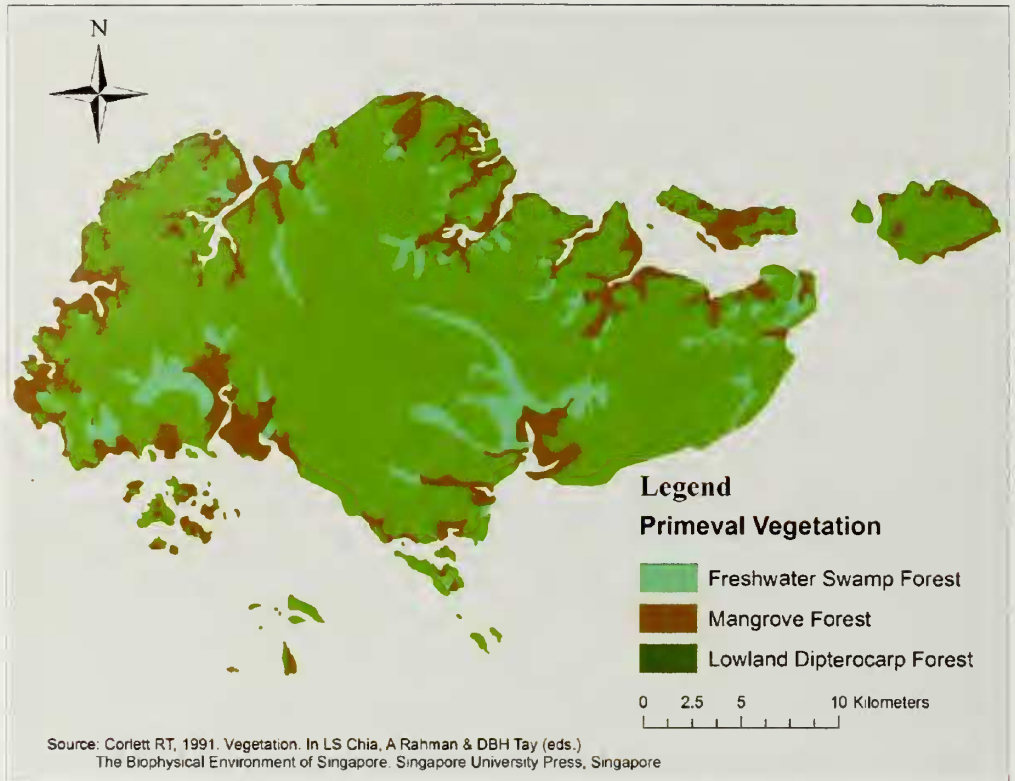 N
Legend
Primeval Vegetation
Freshwater Swamp Forest
Mangrove Forest
Lowland Dipterocarp Forest
0 2.5 5 10 Kilometers
Source: Corlett RT, 1991. Vegetation. In LS Chia, A Rahman & DBH Tay (eds.)
The Biophysical Environment of Singapore. Singapore University Press, Singapore